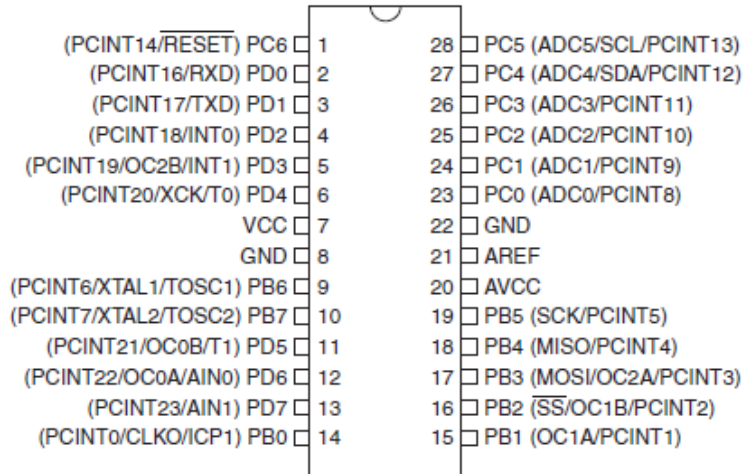 (PCINT14/RESET) PC6 1 28 PC5 (ADC5/SCL/PCINT13)
(PCINT16/RXD) PD0 2 27 PC4 (ADC4/SDA/PCINT12)
(PCINT17/TXD) PD1 3 26 PC3 (ADC3/PCINT11)
(PCINT18/INT0) PD2 4 25 PC2 (ADC2/PCINT10)
(PCINT19/OC2B/INT1) PD3 5 24 PC1 (ADC1/PCINT9)
(PCINT20/XCK/T0) PD4 6 23 PC0 (ADC0/PCINT8)
VCC 7 22 GND
GND 8 21 AREF
(PCINT6/XTAL1/TOSC1) PB6 9 20 AVCC
(PCINT7/XTAL2/TOSC2) PB7 10 19 PB5 (SCK/PCINT5)
(PCINT21/OC0B/T1) PD5 11 18 PB4 (MISO/PCINT4)
(PCINT22/OC0A/AIN0) PD6 12 17 PB3 (MOSI/OC2A/PCINT3)
(PCINT23/AIN1) PD7 13 16 PB2 (SS/OC1B/PCINT2)
(PCINT0/CLKO/ICP1) PB0 14 15 PB1 (OC1A/PCINT1)